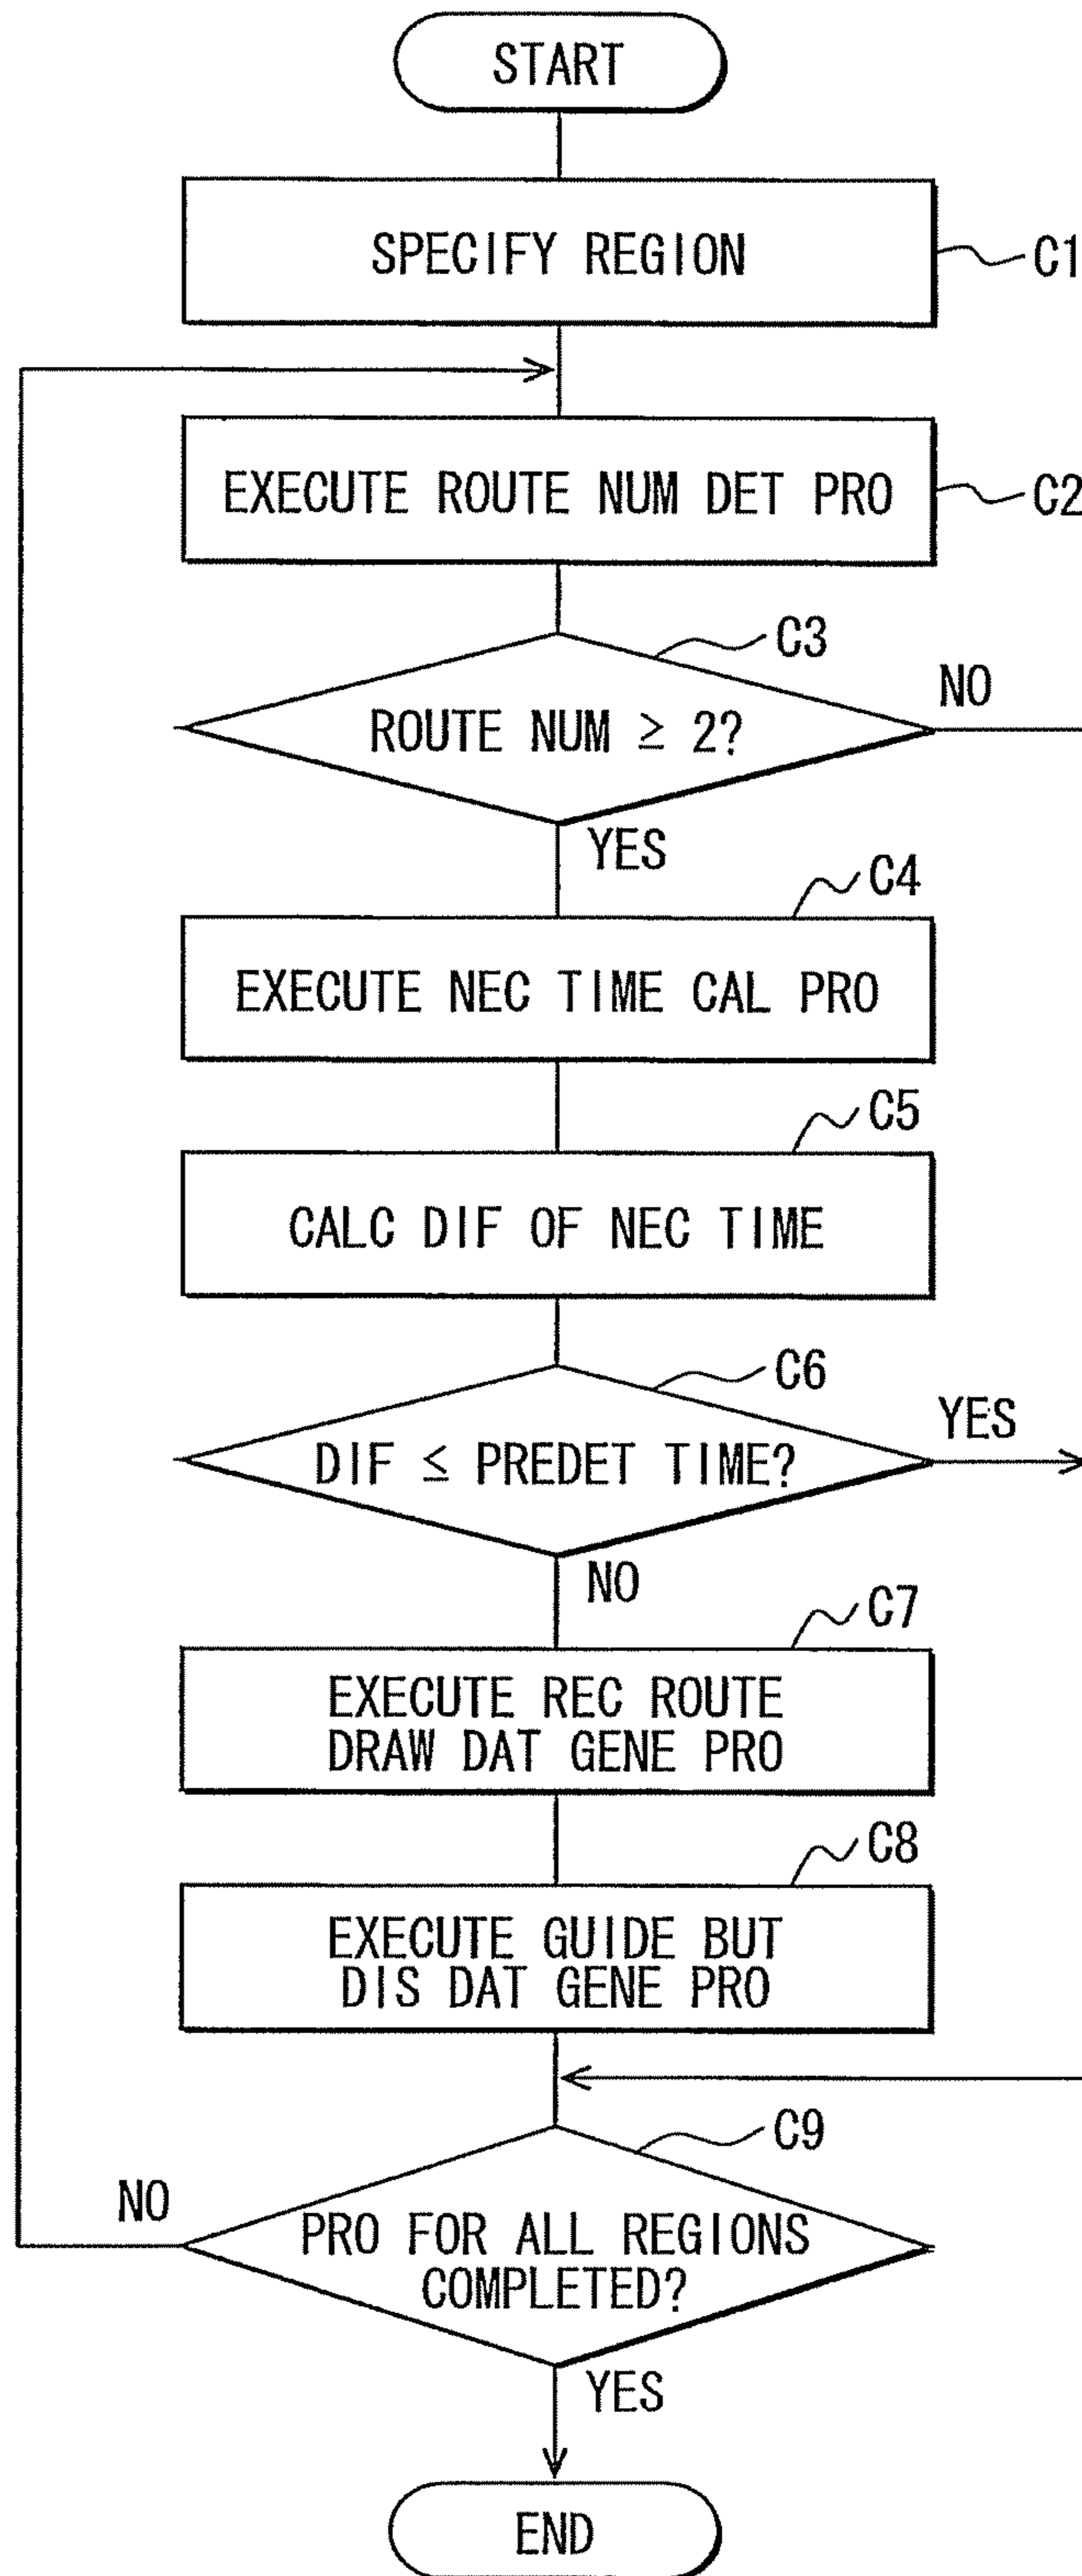 START
SPECIFY REGION
C1
EXECUTE ROUTE NUM DET PRO
C2
C3
ROUTE NUM ≥ 2?
NO
YES
C4
EXECUTE NEC TIME CAL PRO
C5
CALC DIF OF NEC TIME
C6
DIF ≤ PREDET TIME?
YES
NO
C7
EXECUTE REC ROUTE
DRAW DAT GENE PRO
C8
EXECUTE GUIDE BUT
DIS DAT GENE PRO
C9
NO
PRO FOR ALL REGIONS
COMPLETED?
YES
END